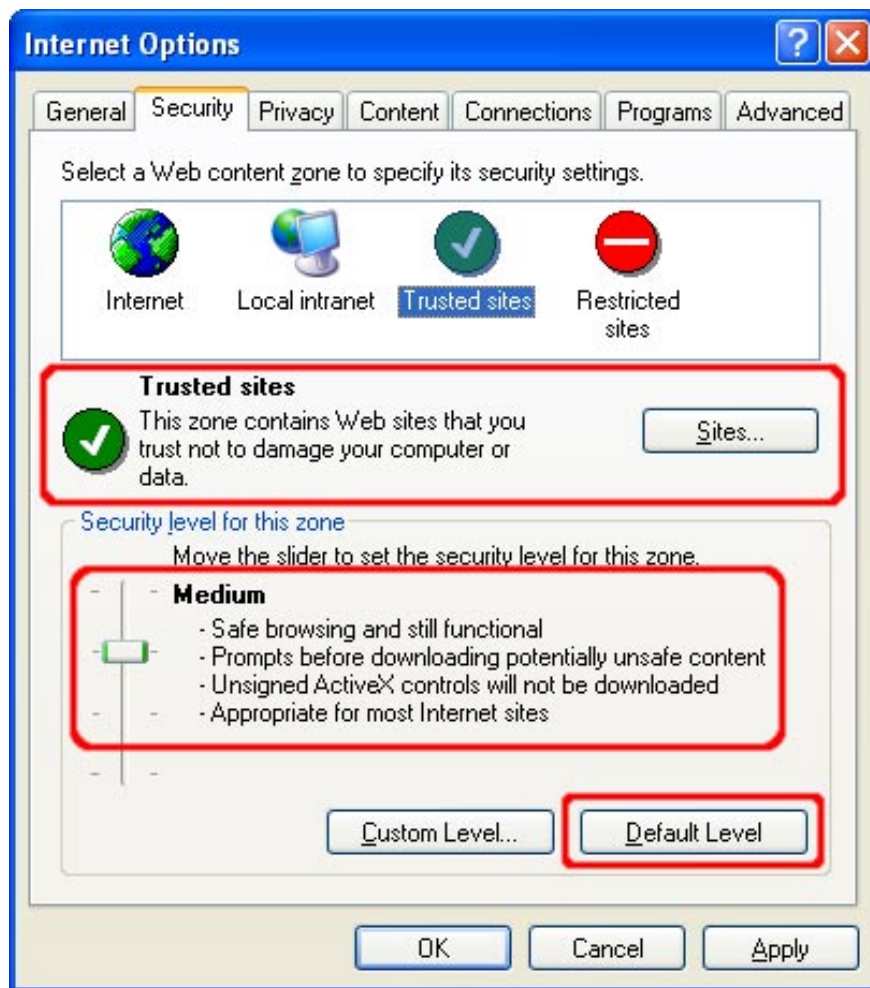 Internet Options
General Security Privacy Content Connections Programs Advanced
Select a Web content zone to specify its security settings.
Internet Local intranet Trusted sites Restricted
sites
Trusted sites
This zone contains Web sites that you
trust not to damage your computer or
data.
Sites...
Security level for this zone
Move the slider to set the security level for this zone.
Medium
- Safe browsing and still functional
- Prompts before downloading potentially unsafe content
- Unsigned ActiveX controls will not be downloaded
- Appropriate for most Internet sites
Custom Level... Default Level
OK Cancel Apply